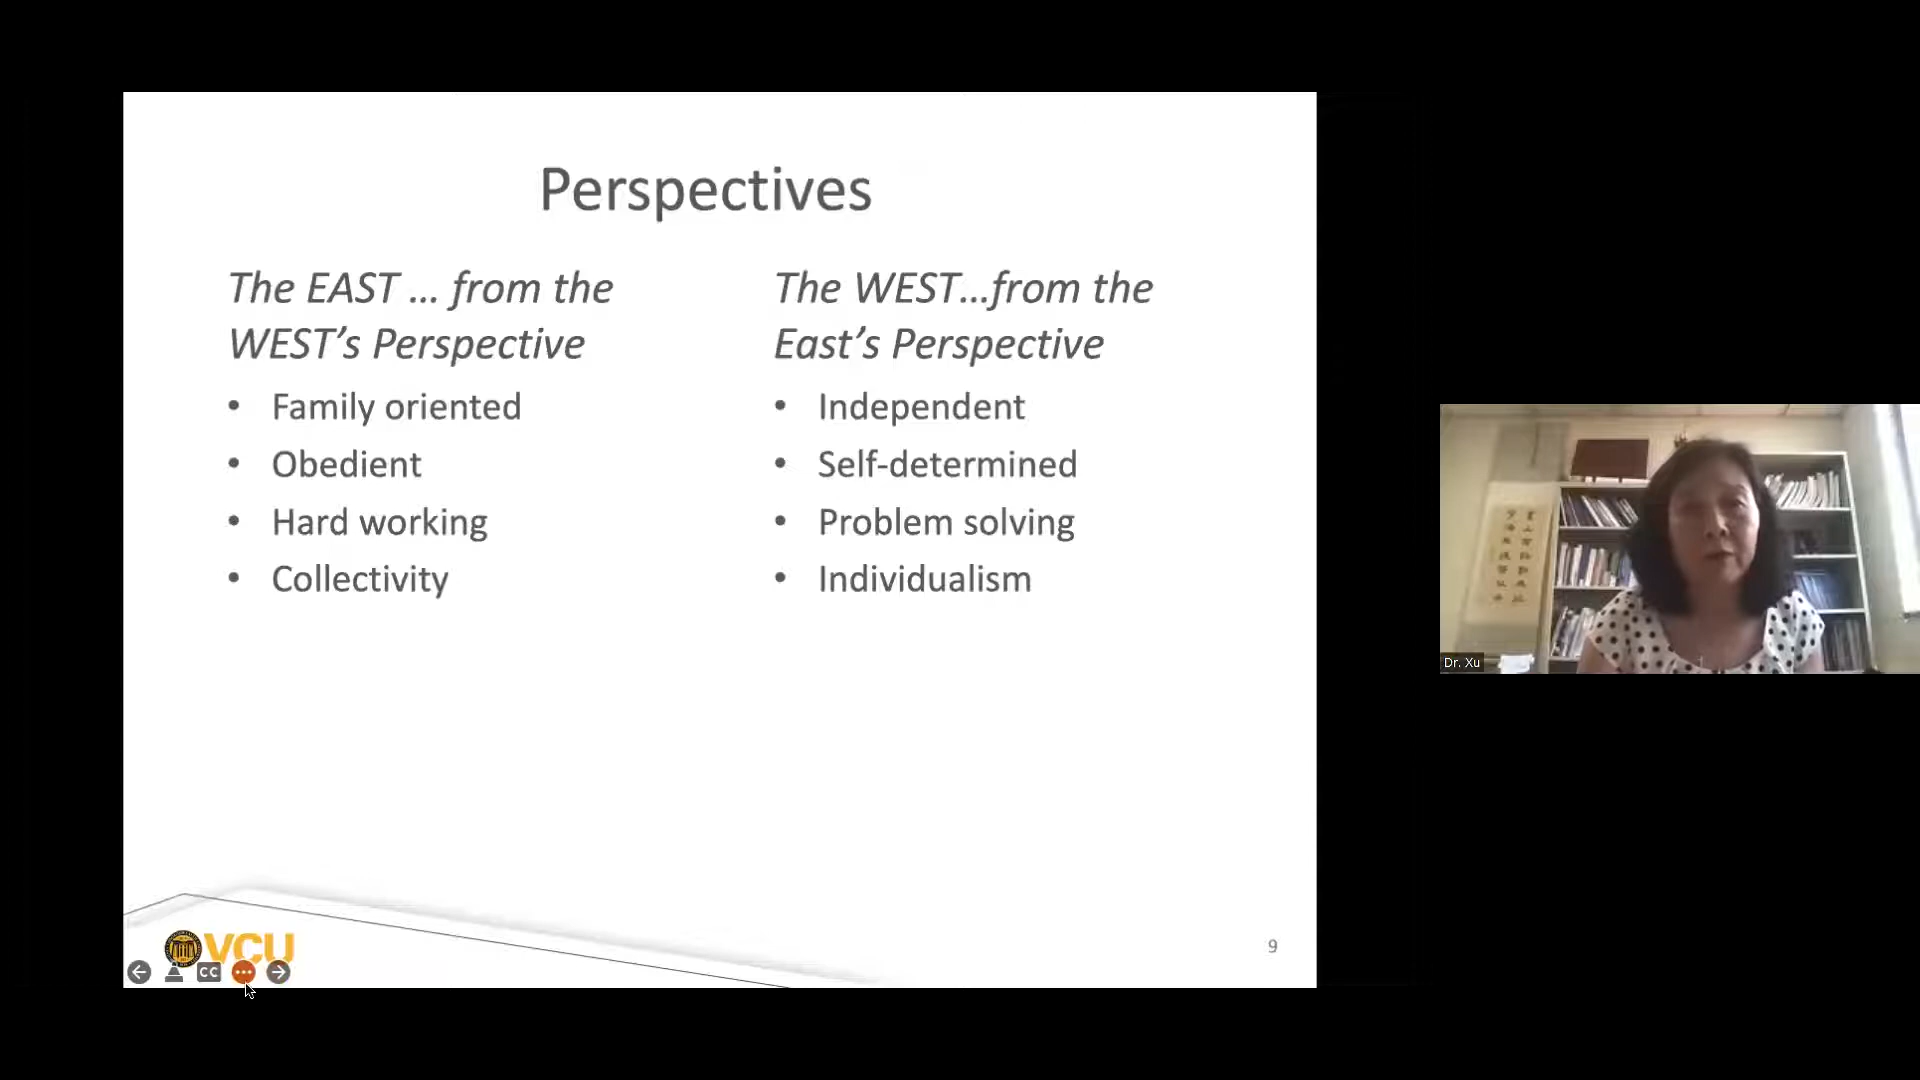 Perspectives
The EAST ... from the
WEST's Perspective
• Family oriented
• Obedient
• Hard working
• Collectivity
The WEST...from the
East's Perspective
• Independent
• Self-determined
• Problem solving
• Individualism
VCU
CC
9
Dr. Xu